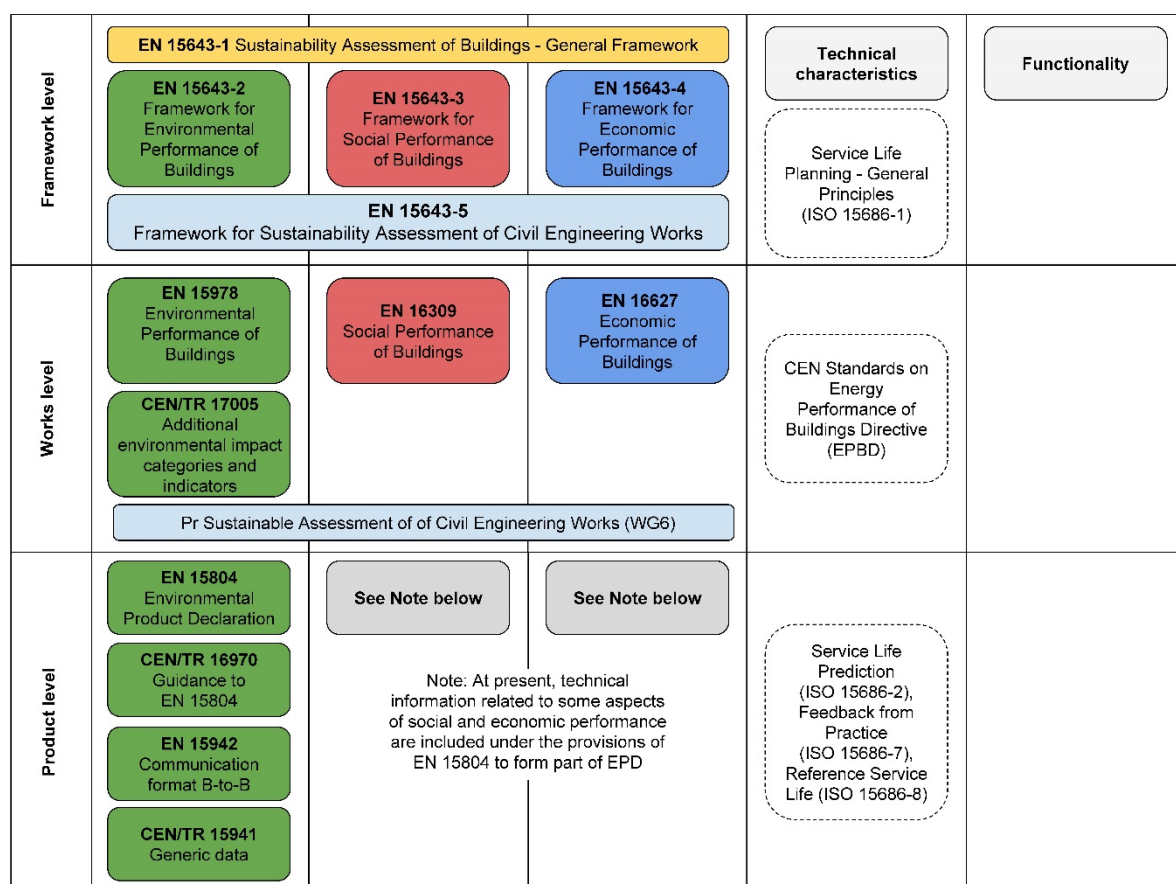 Framework level
EN 15643-1 Sustainability Assessment of Buildings - General Framework
EN 15643-2
Framework for
Environmental
Performance of
Buildings
EN 15643-3
Framework for
Social Performance
of Buildings
EN 15643-4
Framework for
Economic
Performance of
Buildings
EN 15643-5
Framework for Sustainability Assessment of Civil Engineering Works
Technical
characteristics
Functionality
Service Life
Planning - General
Principles
(ISO 15686-1)
Works level
EN 15978
Environmental
Performance of
Buildings
EN 16309
Social Performance
of Buildings
EN 16627
Economic
Performance of
Buildings
CEN/TR 17005
Additional
environmental impact
categories and
indicators
Pr Sustainable Assessment of of Civil Engineering Works (WG6)
CEN Standards on
Energy
Performance of
Buildings Directive
(EPBD)
Product level
EN 15804
Environmental
Product Declaration
See Note below
See Note below
CEN/TR 16970
Guidance to
EN 15804
EN 15942
Communication
format B-to-B
CEN/TR 15941
Generic data
Note: At present, technical
information related to some aspects
of social and economic performance
are included under the provisions of
EN 15804 to form part of EPD
Service Life
Prediction
(ISO 15686-2),
Feedback from
Practice
(ISO 15686-7),
Reference Service
Life (ISO 15686-8)